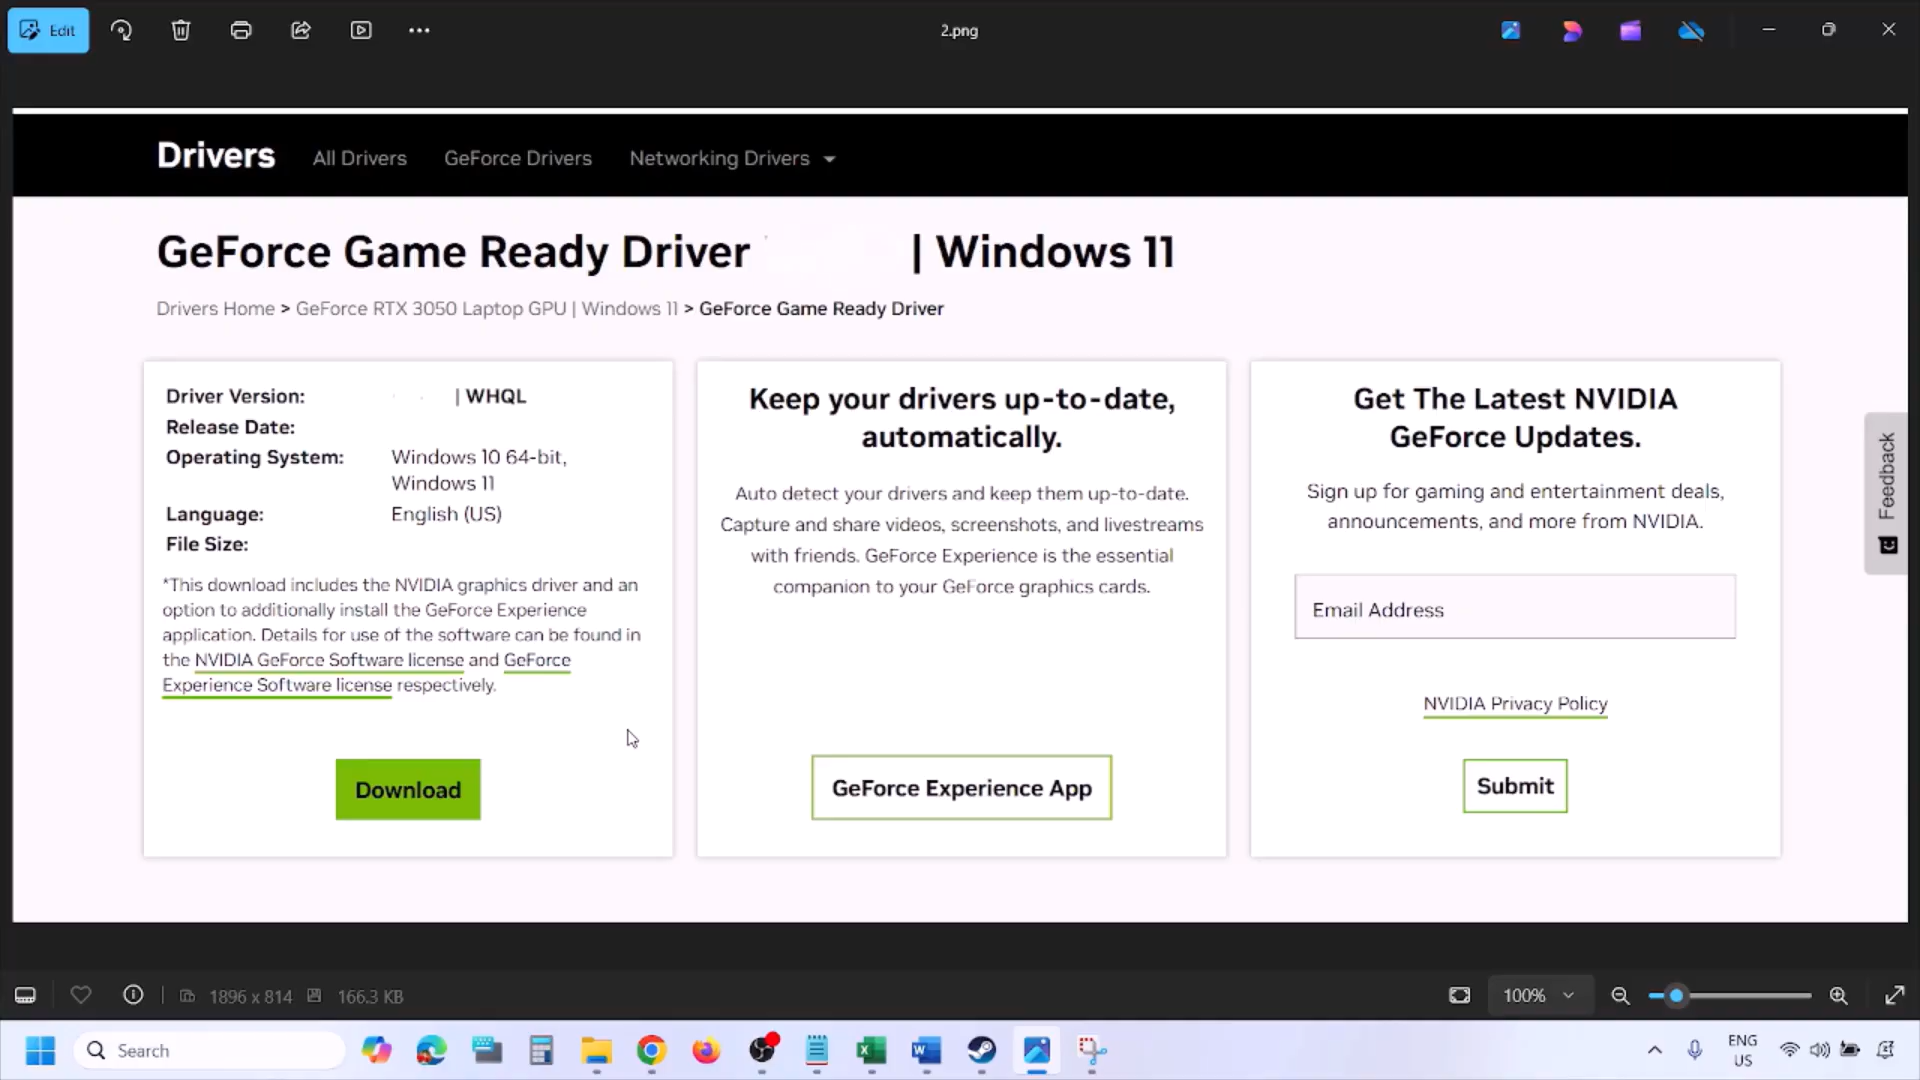 Edit
2.png
Drivers All Drivers GeForce Drivers Networking Drivers
GeForce Game Ready Driver | Windows 11
Drivers Home > GeForce RTX 3050 Laptop GPU | Windows 11 > GeForce Game Ready Driver
Driver Version: | WHQL
Release Date:
Operating System: Windows 10 64-bit,
Windows 11
Language: English (US)
File Size:
*This download includes the NVIDIA graphics driver and an
option to additionally install the GeForce Experience
application. Details for use of the software can be found in
the NVIDIA GeForce Software license and GeForce
Experience Software license respectively.
Download
Keep your drivers up-to-date,
automatically.
Auto detect your drivers and keep them up-to-date.
Capture and share videos, screenshots, and livestreams
with friends. GeForce Experience is the essential
companion to your GeForce graphics cards.
GeForce Experience App
Get The Latest NVIDIA
GeForce Updates.
Sign up for gaming and entertainment deals,
announcements, and more from NVIDIA.
Email Address
NVIDIA Privacy Policy
Submit
Feedback
1896 x 814 166.3 KB
100%
Search
ENG
US